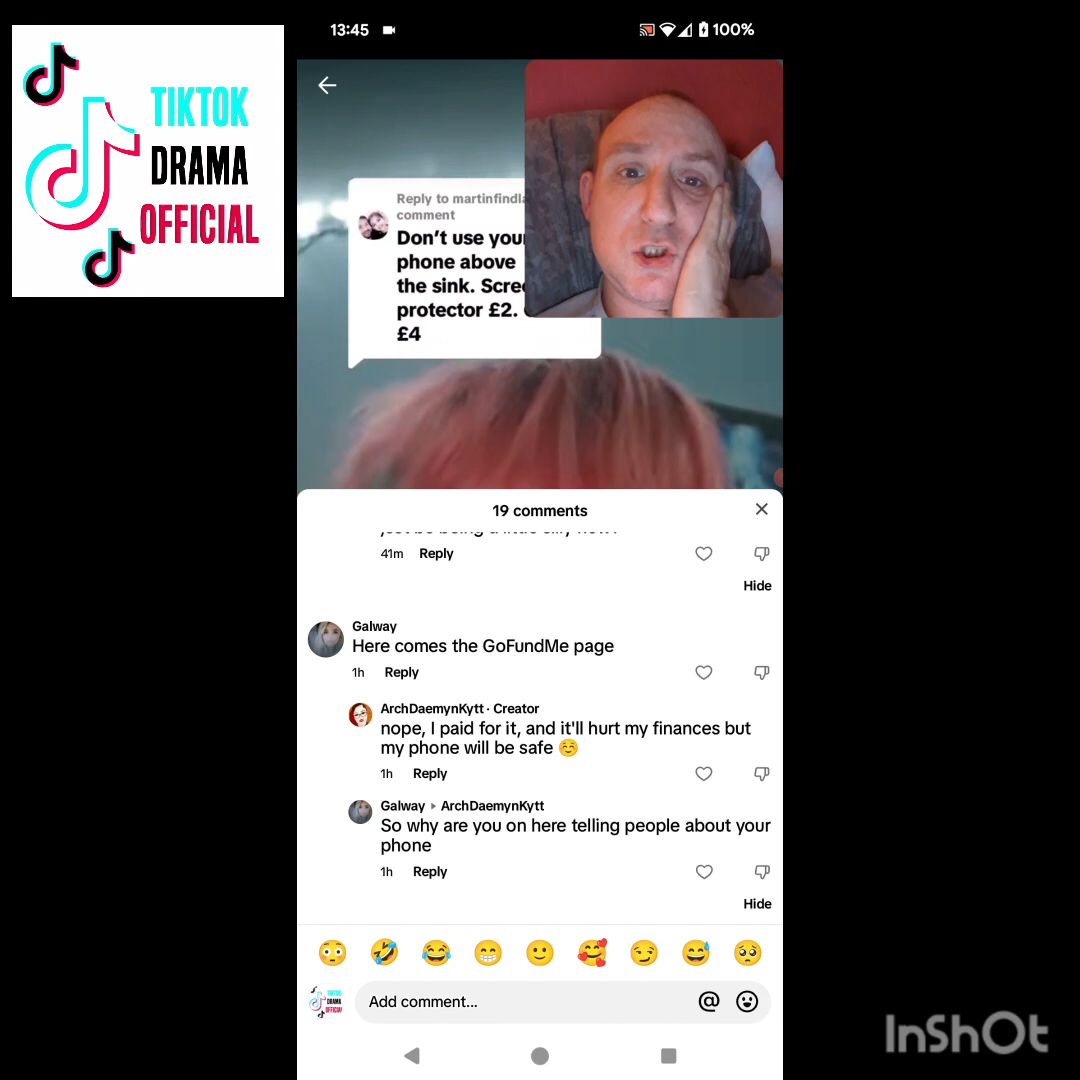 13:45
100%
TIKTOK
DRAMA
OFFICIAL
Reply to martinfindla
comment
Don't use your
phone above
the sink. Scree
protector £2.
£4
19 comments
41m Reply
Hide
Galway
Here comes the GoFundMe page
1h Reply
ArchDaemynKytt · Creator
nope, I paid for it, and it'll hurt my finances but
my phone will be safe ☺️
1h Reply
Galway ▸ ArchDaemynKytt
So why are you on here telling people about your
phone
1h Reply
Hide
Add comment...
InShOt